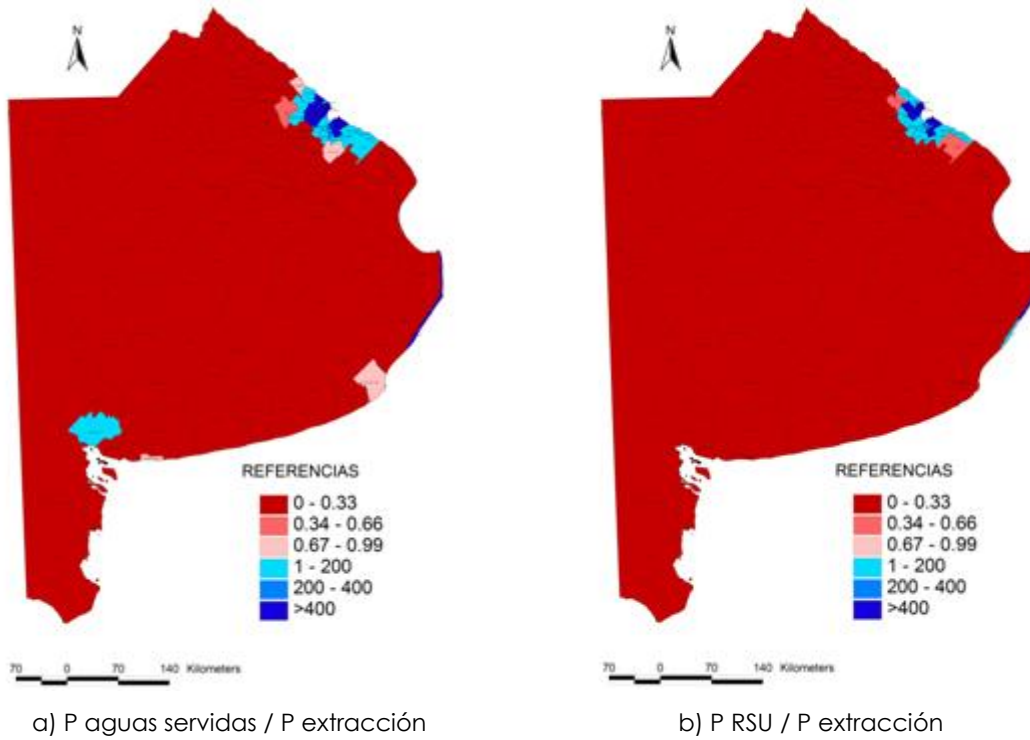 N
REFERENCIAS
0 - 0.33
0.34 - 0.66
0.67 - 0.99
1 - 200
200 - 400
>400
70 0 70 140 Kilometers
a) P aguas servidas / P extracción
N
REFERENCIAS
0 - 0.33
0.34 - 0.66
0.67 - 0.99
1 - 200
200 - 400
>400
70 0 70 140 Kilometers
b) P RSU / P extracción